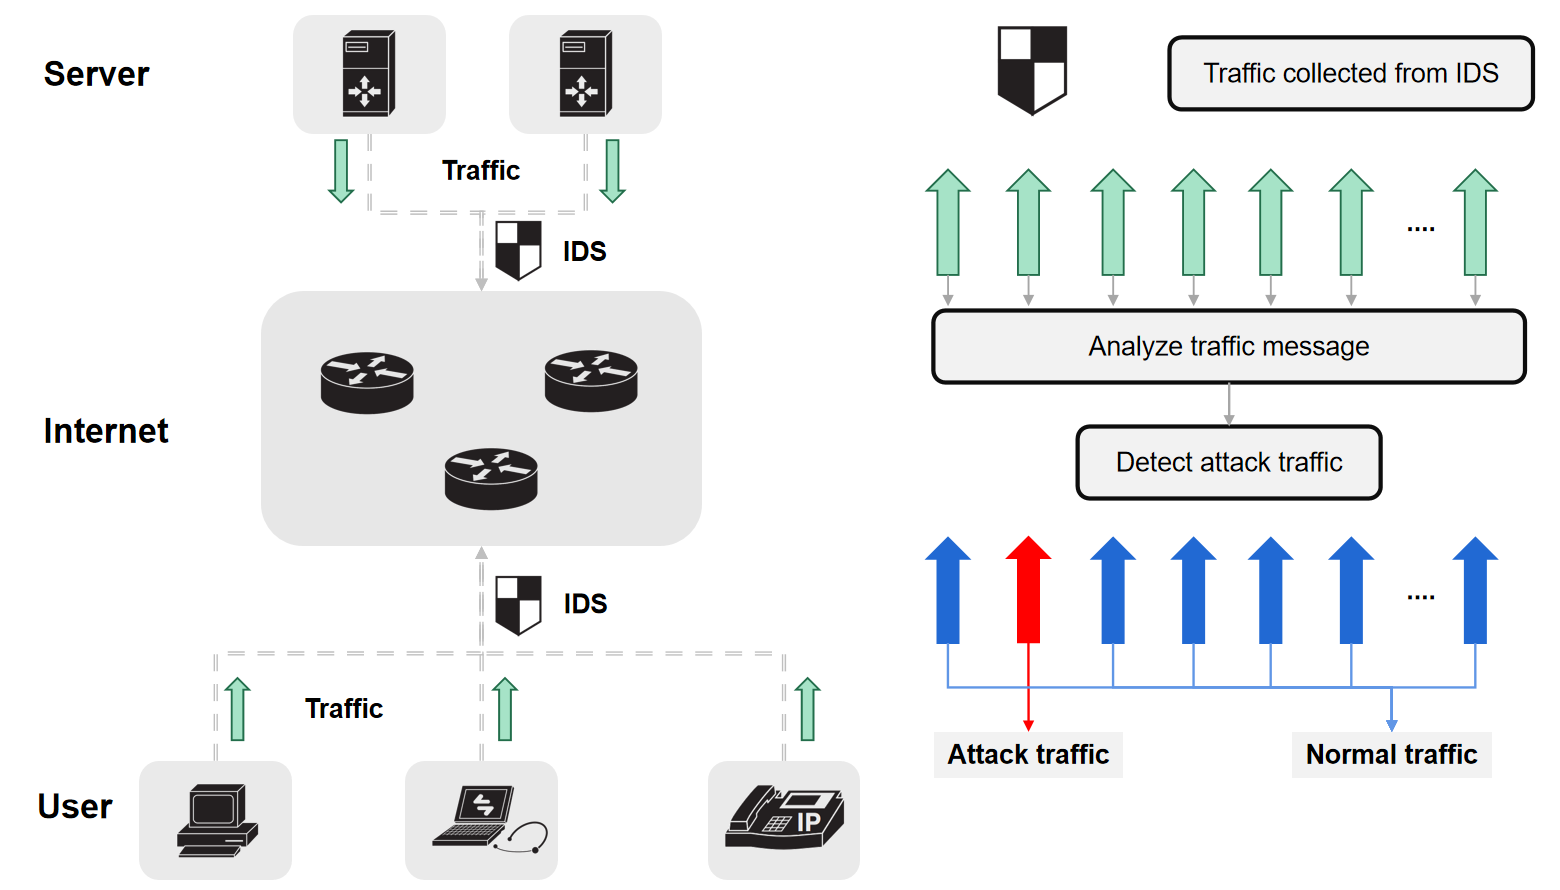 Server
Traffic
IDS
Internet
IDS
Traffic
User
IP
Traffic collected from IDS
....
Analyze traffic message
Detect attack traffic
....
Attack traffic
Normal traffic